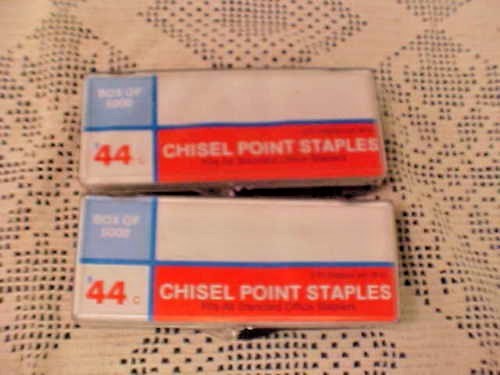 BOX OF
5000
44 C
CHISEL POINT STAPLES
Fits All Standard Office Staplers
BOX OF
5000
44 C
CHISEL POINT STAPLES
Fits All Standard Office Staplers